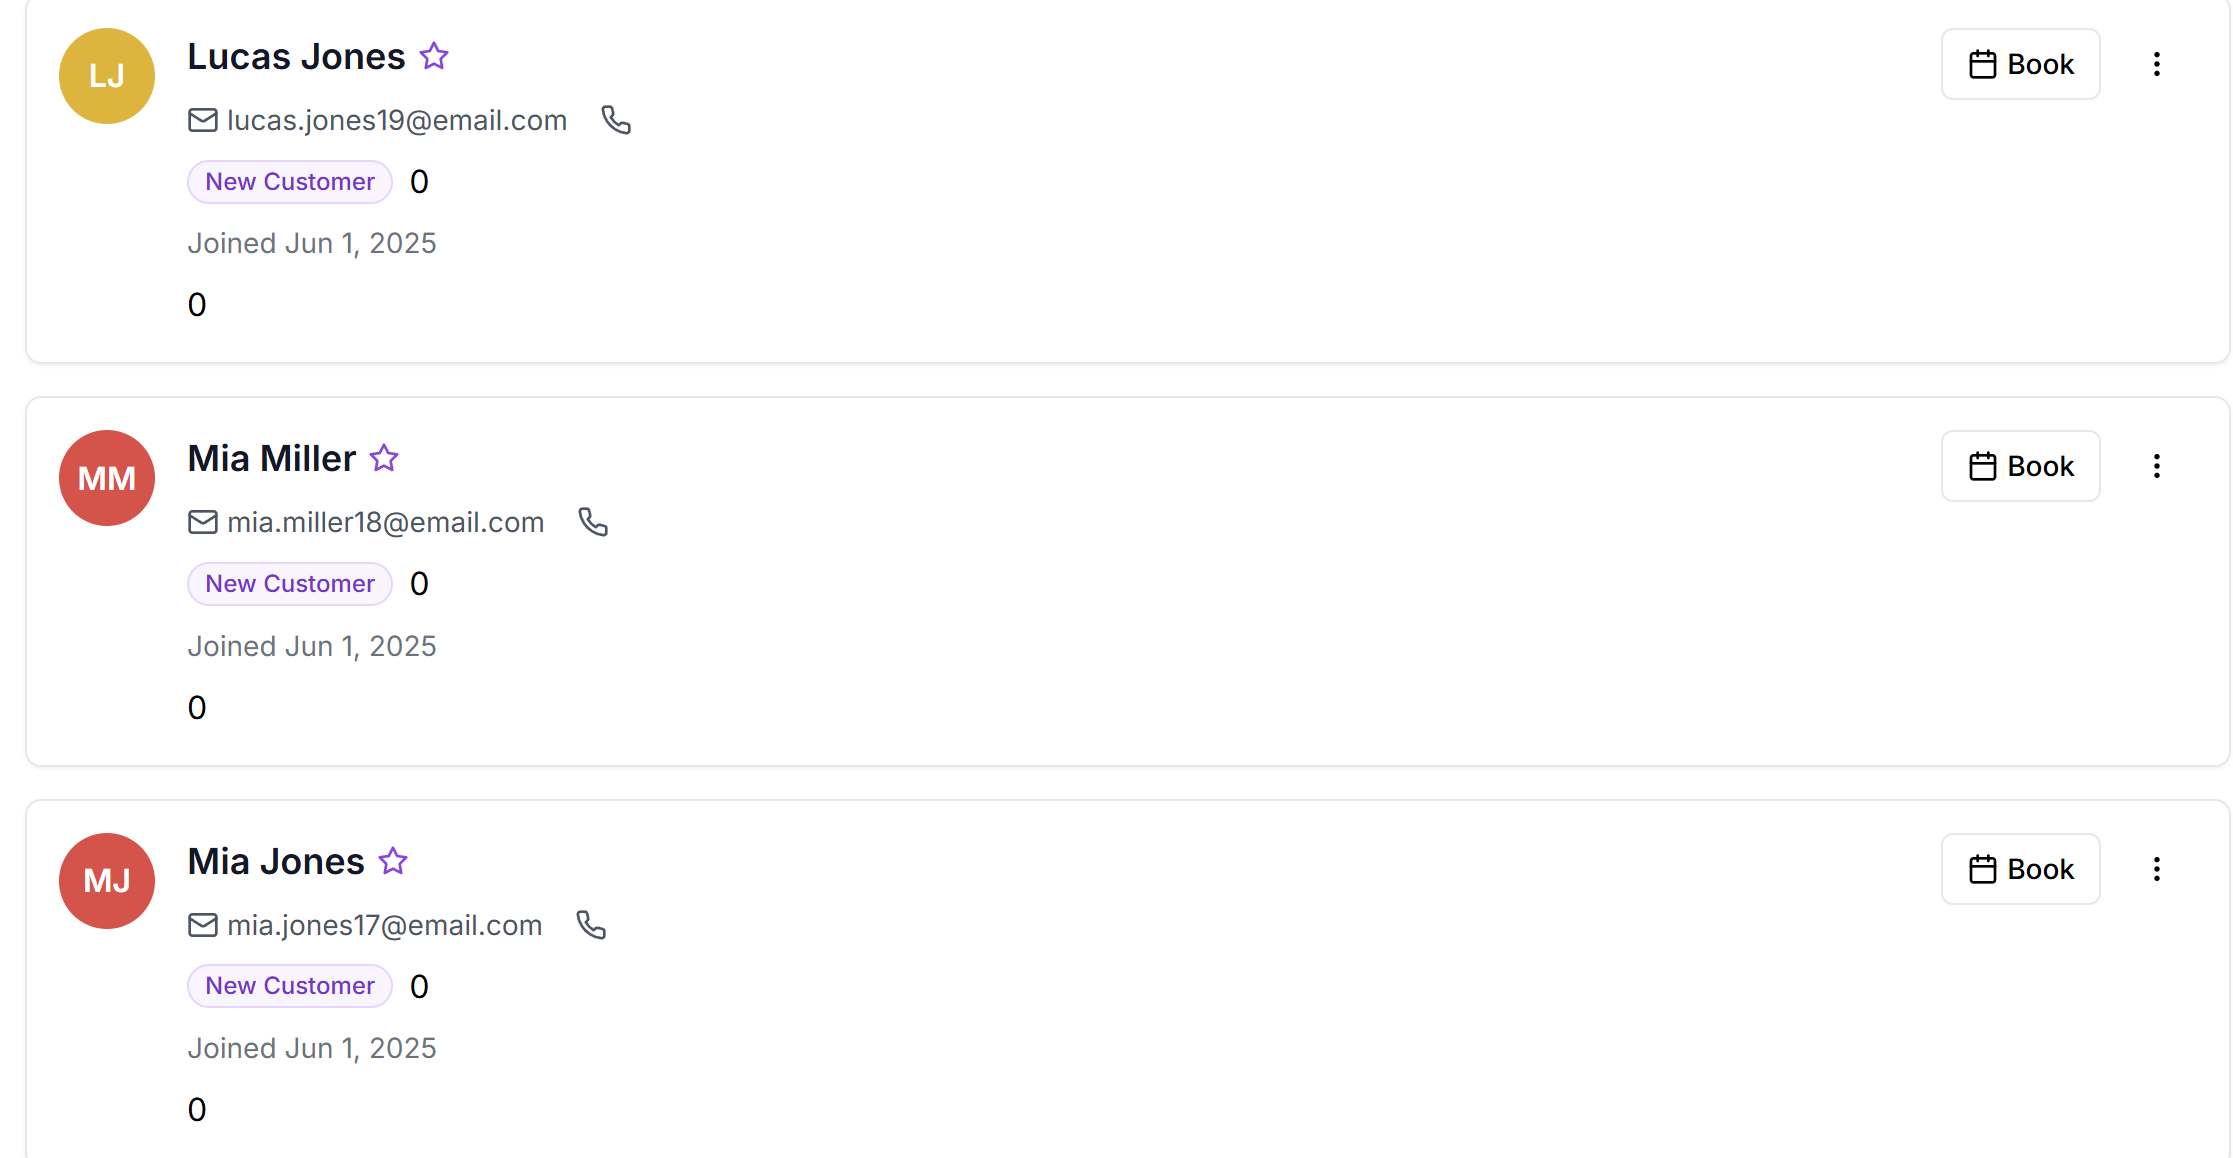 LJ
Lucas Jones
Book
lucas.jones19@email.com
New Customer 0
Joined Jun 1, 2025
0
MM
Mia Miller
Book
mia.miller18@email.com
New Customer 0
Joined Jun 1, 2025
0
MJ
Mia Jones
Book
mia.jones17@email.com
New Customer 0
Joined Jun 1, 2025
0